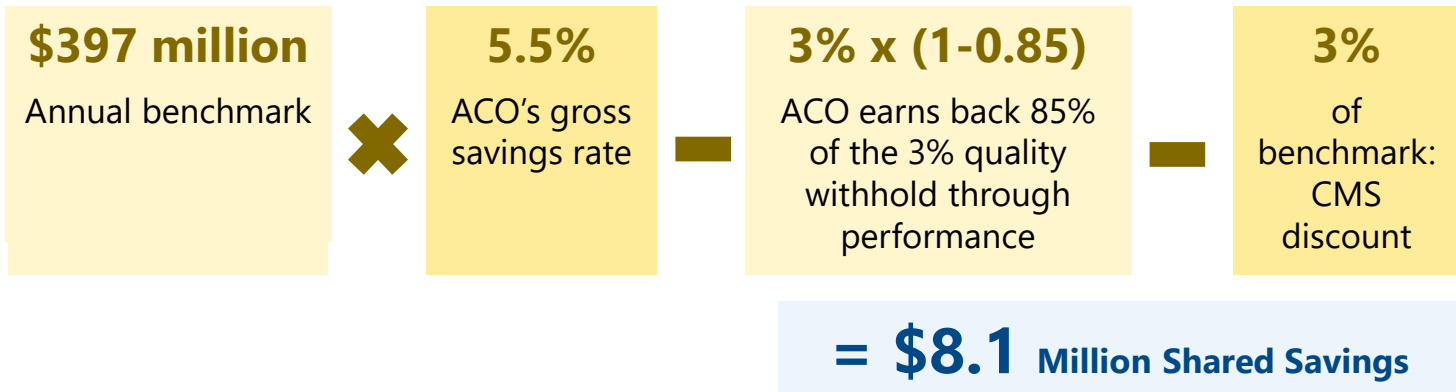 $397 million
Annual benchmark
5.5%
ACO's gross
savings rate
3% x (1-0.85)
ACO earns back 85%
of the 3% quality
withhold through
performance
3%
of
benchmark:
CMS
discount
= $8.1 Million Shared Savings